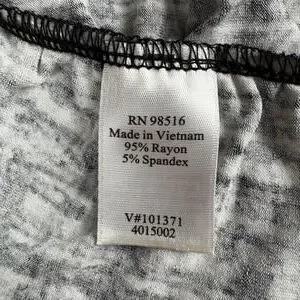 RN 98516
Made in Vietnam
95% Rayon
5% Spandex
V#101371
4015002